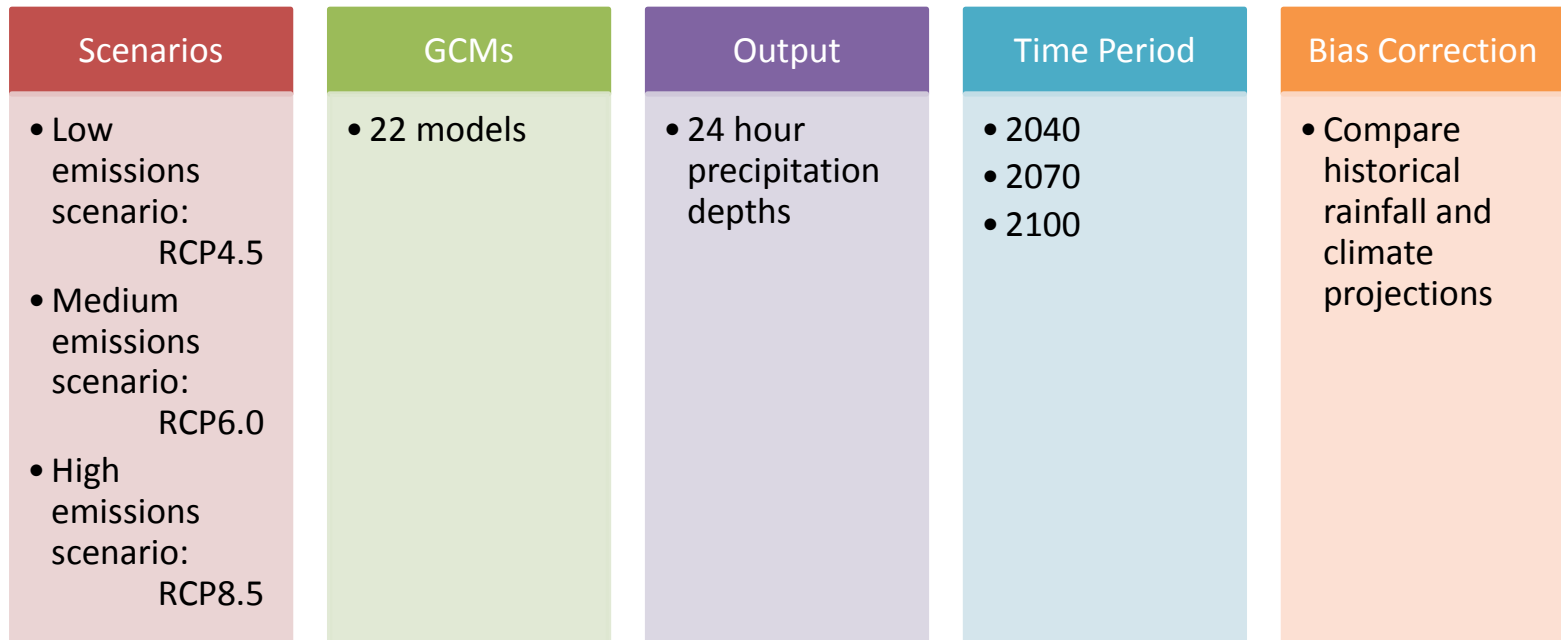 Scenarios
• Low
emissions
scenario:
RCP4.5
• Medium
emissions
scenario:
RCP6.0
• High
emissions
scenario:
RCP8.5
GCMs
• 22 models
Output
• 24 hour
precipitation
depths
Time Period
• 2040
• 2070
• 2100
Bias Correction
• Compare
historical
rainfall and
climate
projections